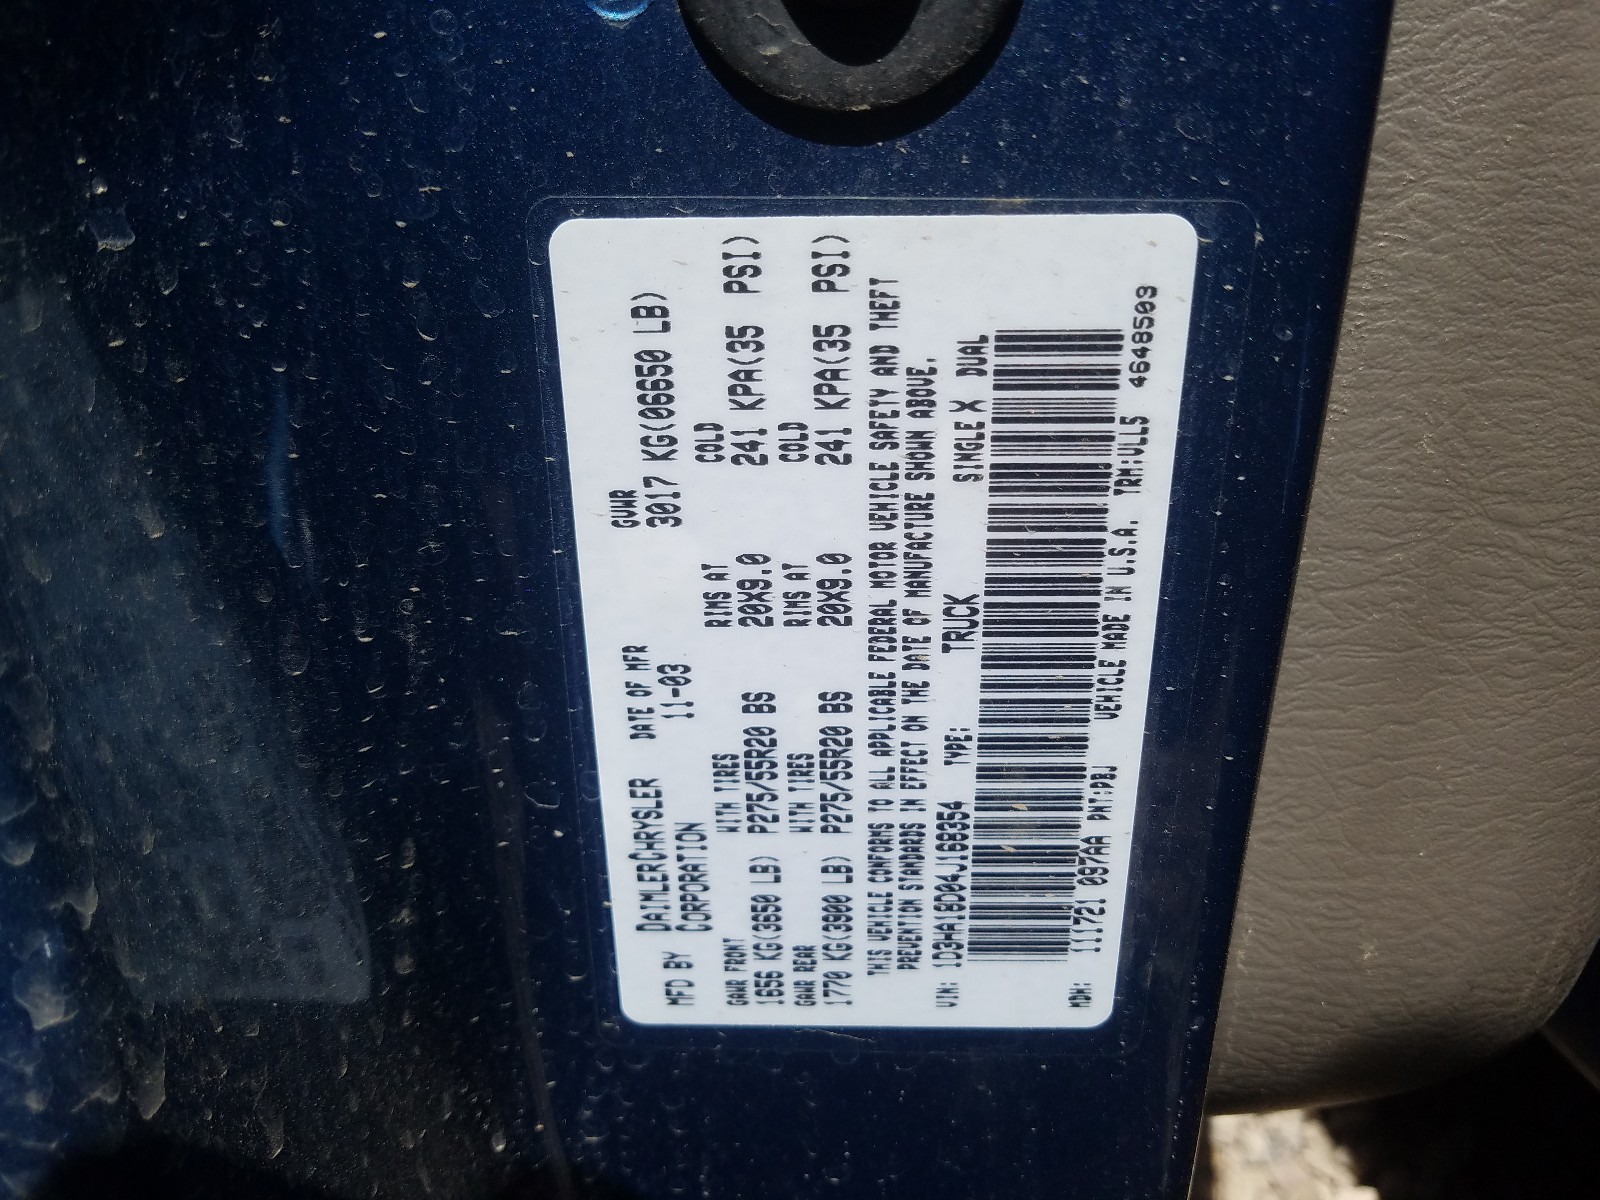 MFD BY DAIMLERCHRYSLER CORPORATION DATE OF MFR 11-03 GVWR 3017 KG(06650 LB)
GAWR FRONT WITH TIRES RIMS AT COLD
1656 KG(3650 LB) P275/55R20 BS 20X9.0 241 KPA(35 PSI)
GAWR REAR WITH TIRES RIMS AT COLD
1770 KG(3900 LB) P275/55R20 BS 20X9.0 241 KPA(35 PSI)
THIS VEHICLE CONFORMS TO ALL APPLICABLE FEDERAL MOTOR VEHICLE SAFETY AND THEFT
PREVENTION STANDARDS IN EFFECT ON THE DATE OF MANUFACTURE SHOWN ABOVE.
VIN: 1D3HA18D04J168354 TYPE: TRUCK SINGLE X DUAL
MDH: 111721 097AA PNT:PBJ VEHICLE MADE IN U.S.A. TRM:ULL5 4648503